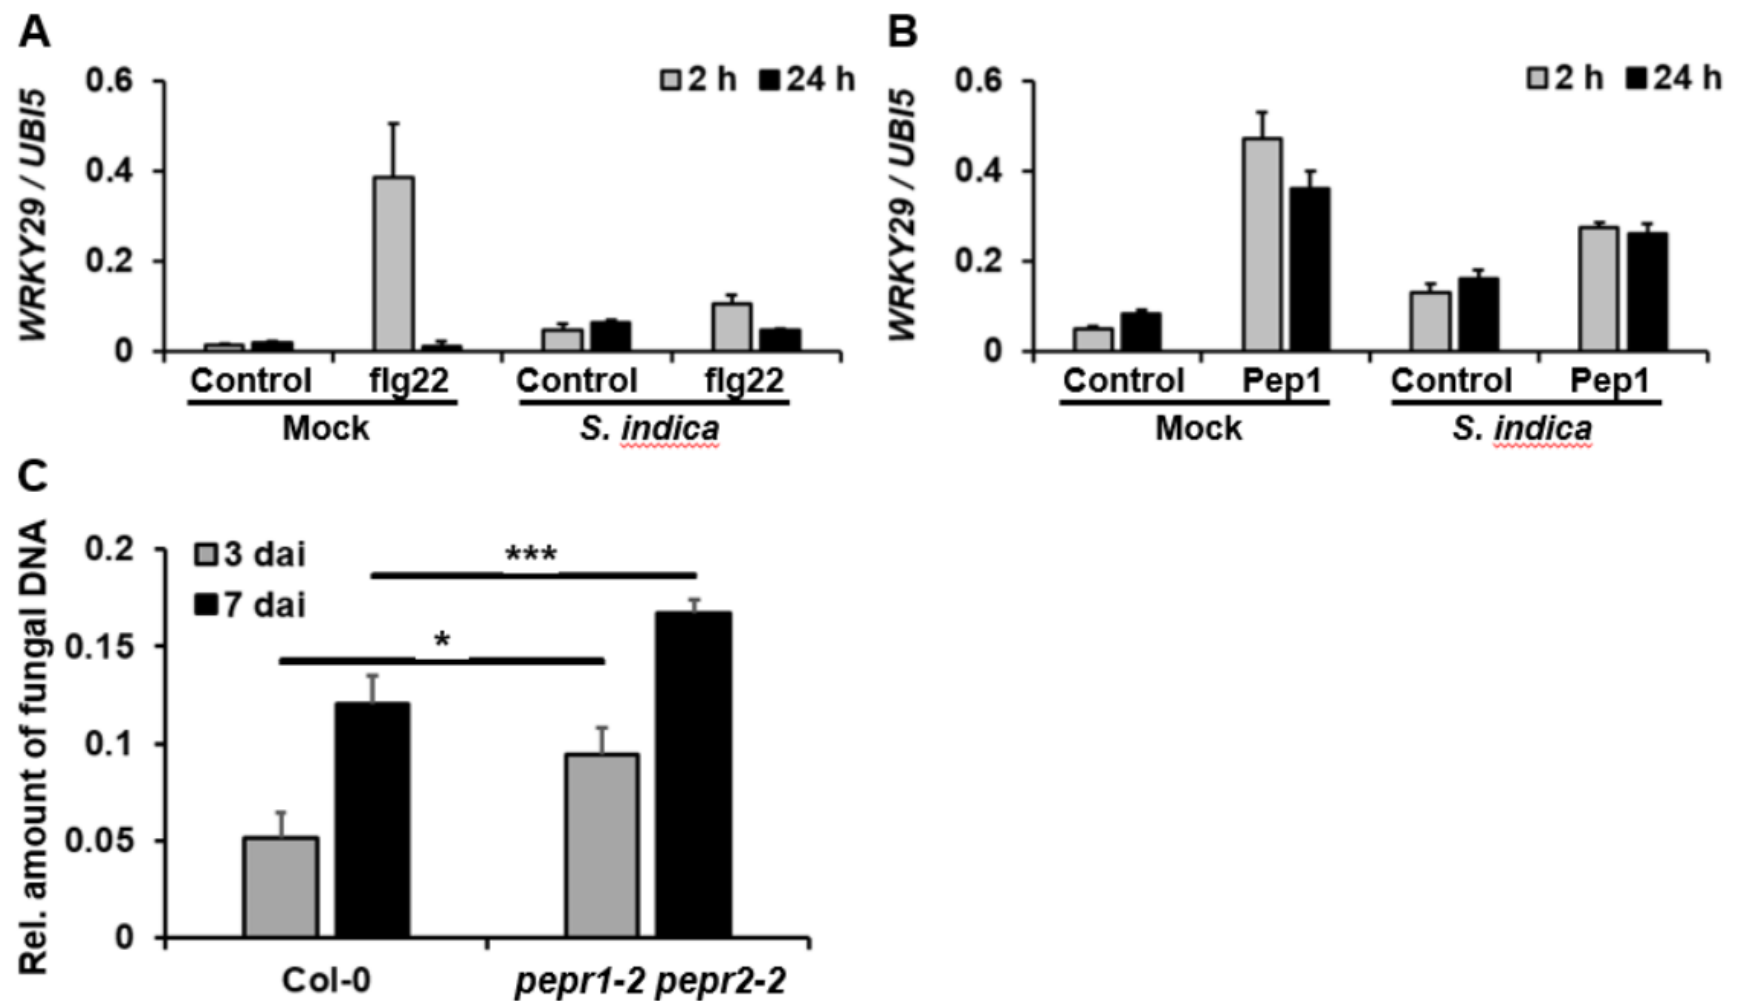 A
WRKY29 / UBI5
2 h 24 h
0.6
0.4
0.2
0
Control flg22 Control flg22
Mock S. indica
B
WRKY29 / UBI5
2 h 24 h
0.6
0.4
0.2
0
Control Pep1 Control Pep1
Mock S. indica
C
Rel. amount of fungal DNA
3 dai
7 dai
***
*
0.2
0.15
0.1
0.05
0
Col-0 pepr1-2 pepr2-2